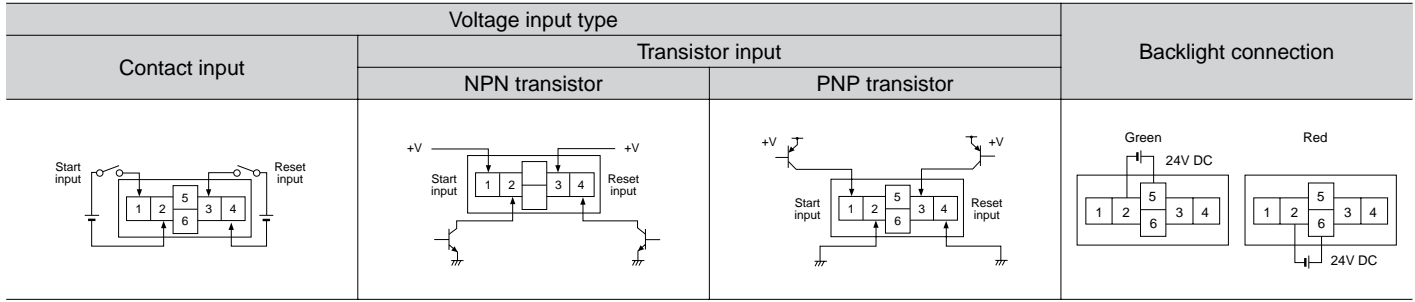 Voltage input type
Contact input
Transistor input
NPN transistor
PNP transistor
Backlight connection
Start
input
Reset
input
1 2 5 6 3 4
+V
+V
Start
input
1 2 3 4
Reset
input
+V
+V
Start
input
1 2 5 6 3 4
Reset
input
Green
24V DC
1 2 5 6 3 4
Red
1 2 5 6 3 4
24V DC